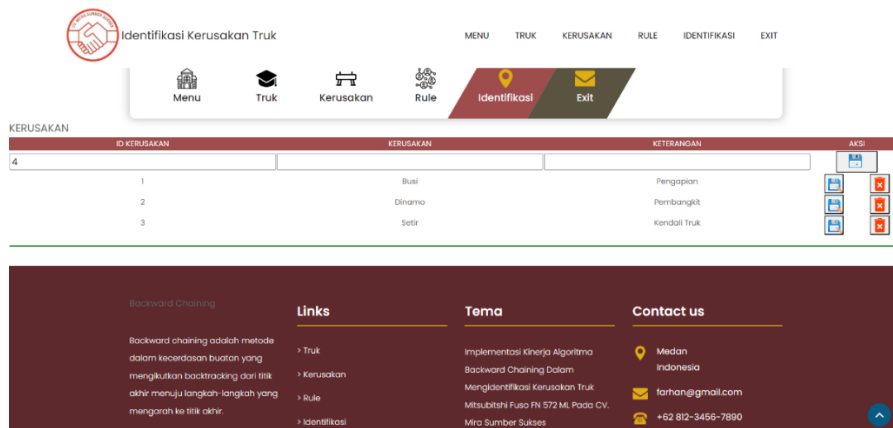 Identifikasi Kerusakan Truk
MENU TRUK KERUSAKAN RULE IDENTIFIKASI EXIT
Menu Truk Kerusakan Rule Identifikasi Exit
KERUSAKAN
ID KERUSAKAN KERUSAKAN KETERANGAN AKSI
4
1 Busi Pengapian
2 Dinamo Pembangkit
3 Setir Kendali Truk
Backward Chaining
Backward chaining adalah metode
dalam kecerdasan buatan yang
mengikutkan backtracking dari titik
akhir menuju langkah-langkah yang
mengarah ke titik akhir.
Links
> Truk
> Kerusakan
> Rule
> Identifikasi
Tema
Implementasi Kinerja Algoritma
Backward Chaining Dalam
Mengidentifikasi Kerusakan Truk
Mitsubitshi Fuso FN 572 ML Pada CV.
Mira Sumber Sukses
Contact us
Medan
Indonesia
farhan@gmail.com
+62 812-3456-7890